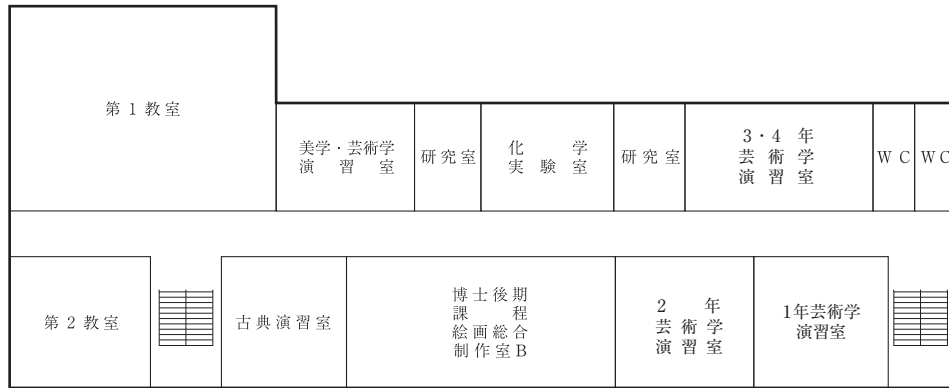 第1教室
美学・芸術学
演習室
研究室
化学
実験室
研究室
3・4年
芸術学
演習室
WC
WC
第2教室
古典演習室
博士後期
課程
絵画総合
制作室B
2年
芸術学
演習室
1年芸術学
演習室